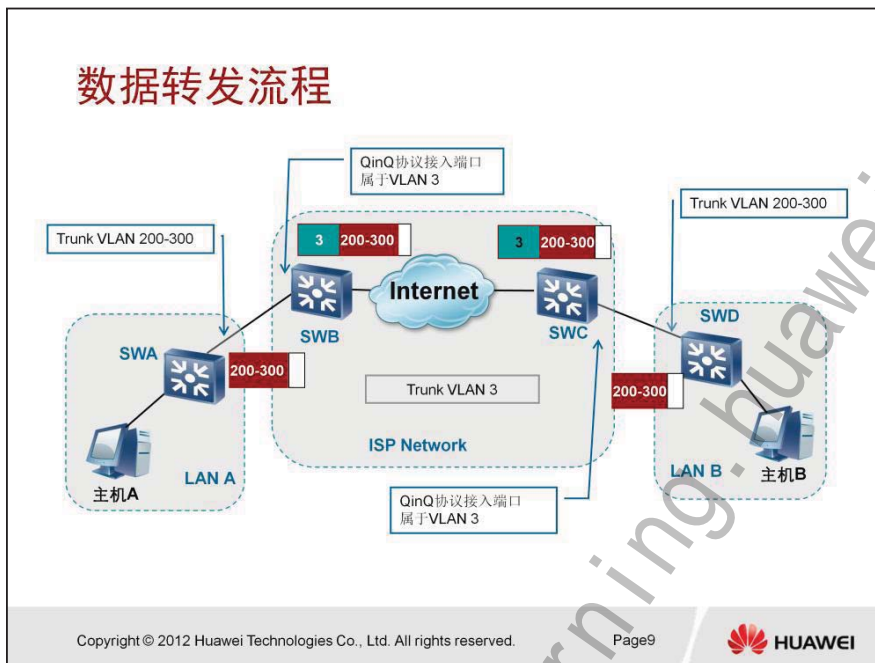 数据转发流程
QinQ协议接入端口
属于VLAN 3
Trunk VLAN 200-300
Trunk VLAN 200-300
3 200-300
3 200-300
Internet
SWB
SWC
SWD
SWA
200-300
200-300
Trunk VLAN 3
ISP Network
LAN A
LAN B
主机A
主机B
QinQ协议接入端口
属于VLAN 3
Copyright © 2012 Huawei Technologies Co., Ltd. All rights reserved.
Page9
HUAWEI
rning.huawei.